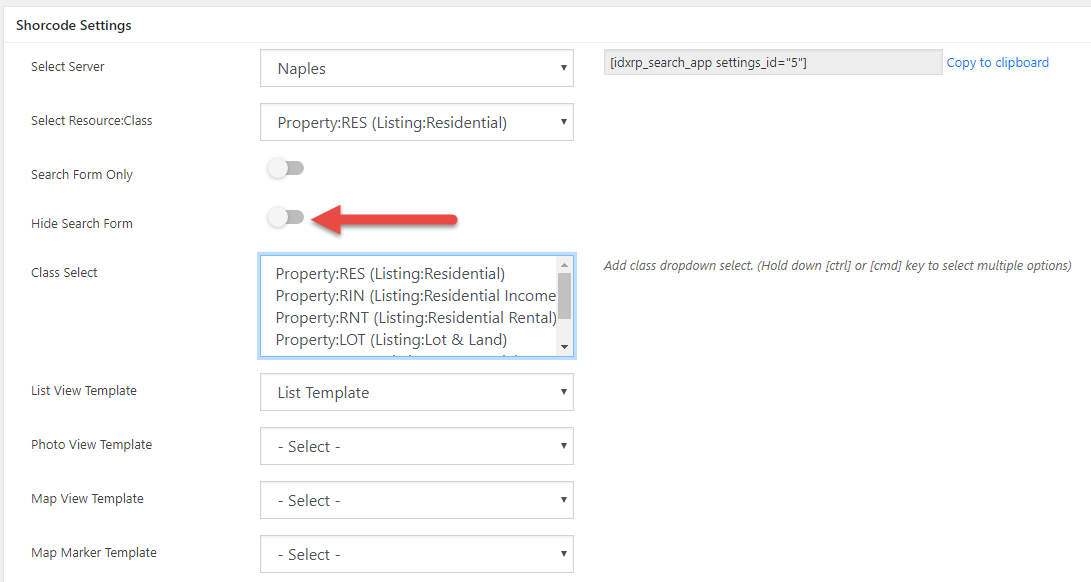 Shorcode Settings
Select Server
Naples
[idxrp_search_app settings_id="5"]
Copy to clipboard
Select Resource:Class
Property:RES (Listing:Residential)
Search Form Only
Hide Search Form
Class Select
Property:RES (Listing:Residential)
Property:RIN (Listing:Residential Income
Property:RNT (Listing:Residential Rental)
Property:LOT (Listing:Lot & Land)
Add class dropdown select. (Hold down [ctrl] or [cmd] key to select multiple options)
List View Template
List Template
Photo View Template
- Select -
Map View Template
- Select -
Map Marker Template
- Select -